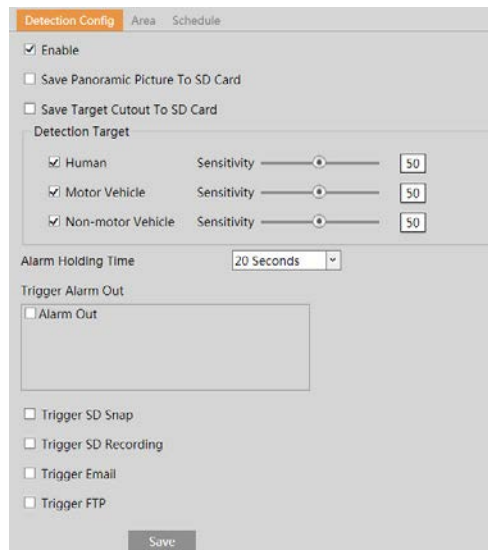 Detection Config Area Schedule
Enable
Save Panoramic Picture To SD Card
Save Target Cutout To SD Card
Detection Target
Human Sensitivity 50
Motor Vehicle Sensitivity 50
Non-motor Vehicle Sensitivity 50
Alarm Holding Time 20 Seconds
Trigger Alarm Out
Alarm Out
Trigger SD Snap
Trigger SD Recording
Trigger Email
Trigger FTP
Save